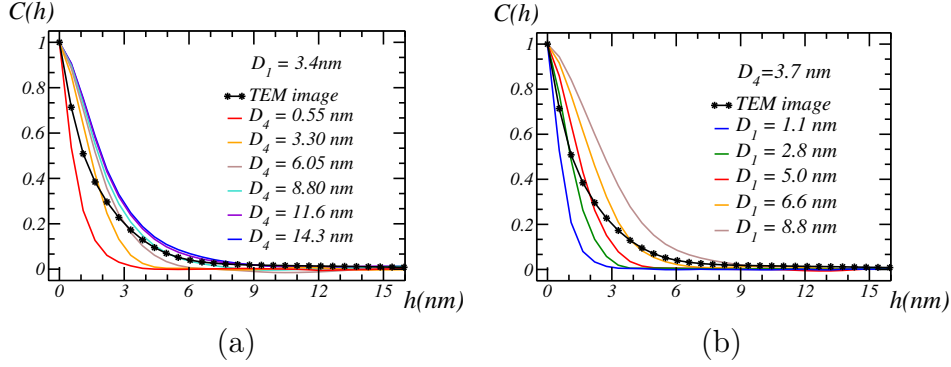 C(h)
1
0.8
0.6
0.4
0.2
0
0 3 6 9 12 15
h(nm)
D1 = 3.4nm
TEM image
D4 = 0.55 nm
D4 = 3.30 nm
D4 = 6.05 nm
D4 = 8.80 nm
D4 = 11.6 nm
D4 = 14.3 nm
(a)
C(h)
1
0.8
0.6
0.4
0.2
0
0 3 6 9 12 15
h(nm)
D4=3.7 nm
TEM image
D1 = 1.1 nm
D1 = 2.8 nm
D1 = 5.0 nm
D1 = 6.6 nm
D1 = 8.8 nm
(b)